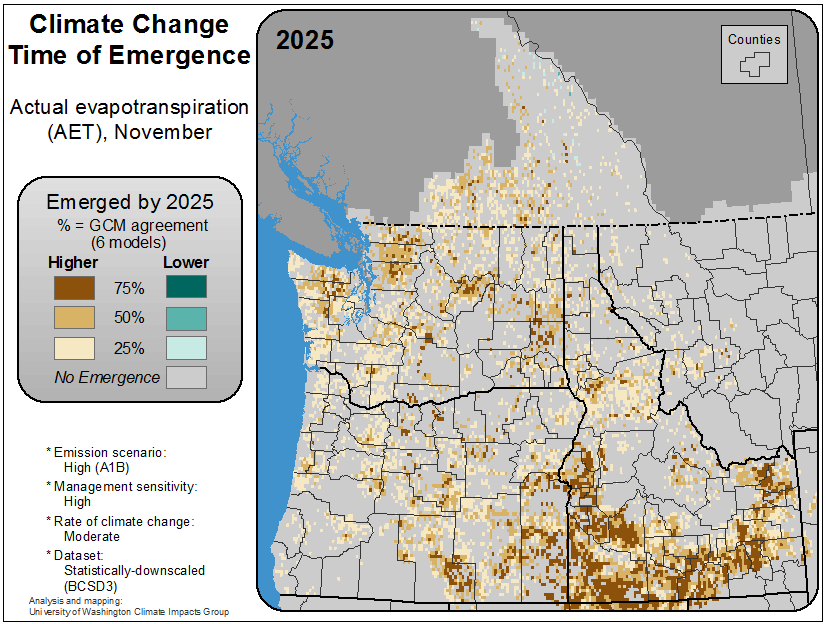 Climate Change
Time of Emergence
Actual evapotranspiration
(AET), November
Emerged by 2025
% = GCM agreement
(6 models)
Higher Lower
75%
50%
25%
No Emergence
* Emission scenario:
High (A1B)
* Management sensitivity:
High
* Rate of climate change:
Moderate
* Dataset:
Statistically-downscaled
(BCSD3)
Analysis and mapping:
University of Washington Climate Impacts Group
2025
Counties